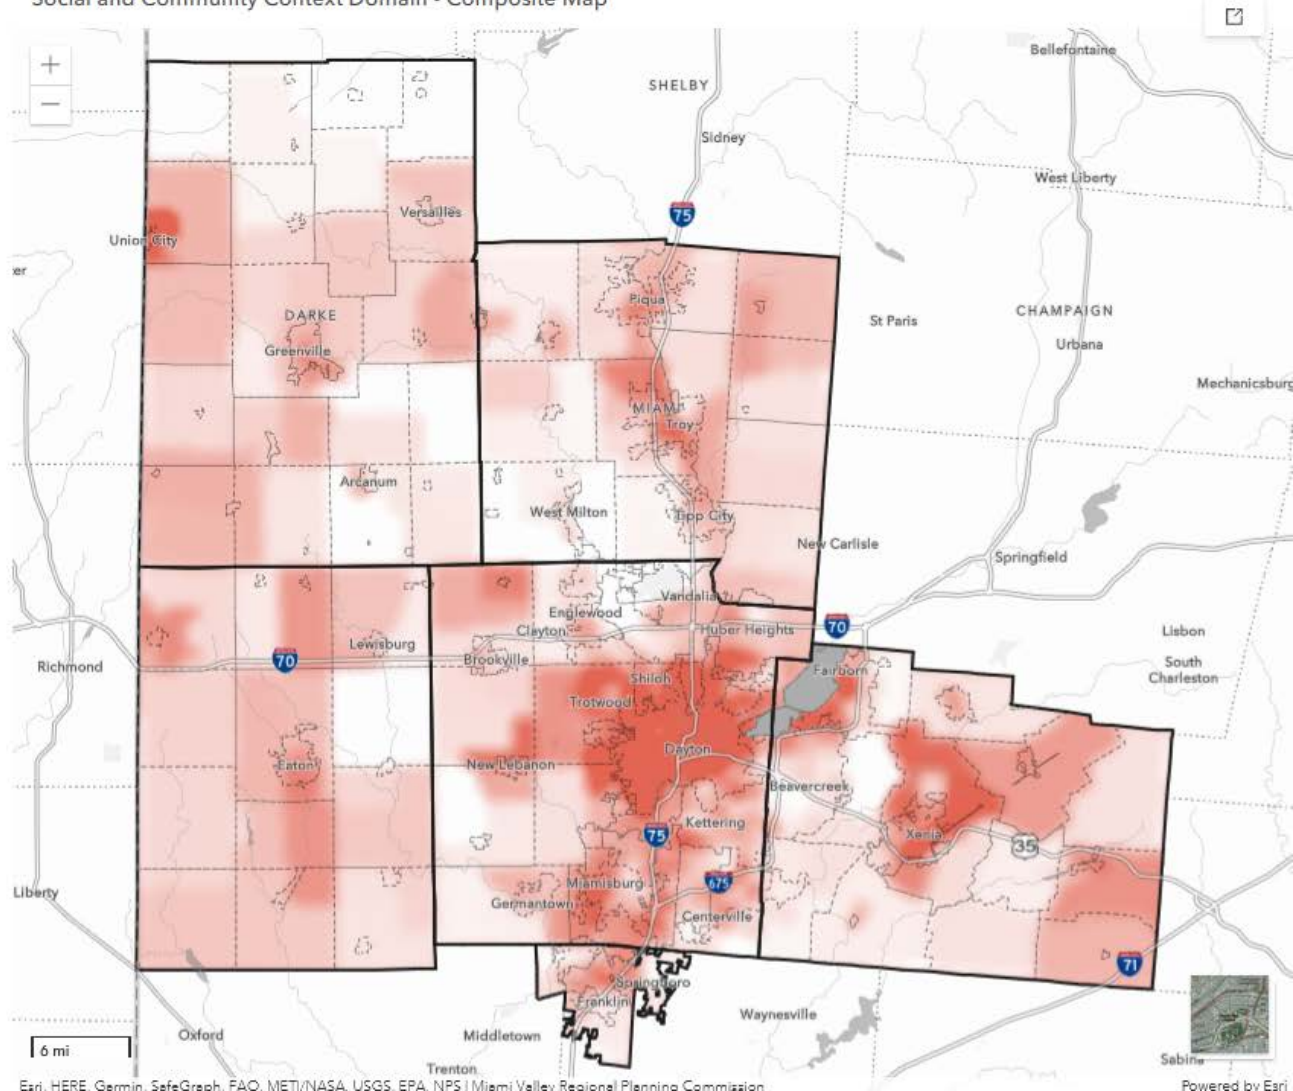 Social and Community Context Domain - Composite Map
+
−
Bellefontaine
SHELBY
Sidney
West Liberty
Versailles
75
Union City
Piqua
DARKE
CHAMPAIGN
St Paris
Greenville
Urbana
Mechanicsburg
MIAMI
Troy
Arcanum
West Milton
Tipp City
New Carlisle
Springfield
Vandalia
Englewood
Clayton
Huber Heights
70
Lisbon
Lewisburg
Brookville
70
Richmond
South
Charleston
Fairborn
Shiloh
Trotwood
Dayton
New Lebanon
Eaton
Beavercreek
75
Kettering
Xenia
35
Miamisburg
675
Liberty
Germantown
Centerville
71
Springboro
Franklin
Waynesville
Oxford
Middletown
6 mi
Trenton
Sabina
Esri, HERE, Garmin, SafeGraph, FAO, METI/NASA, USGS, EPA, NPS | Miami Valley Regional Planning Commission
Powered by Esri